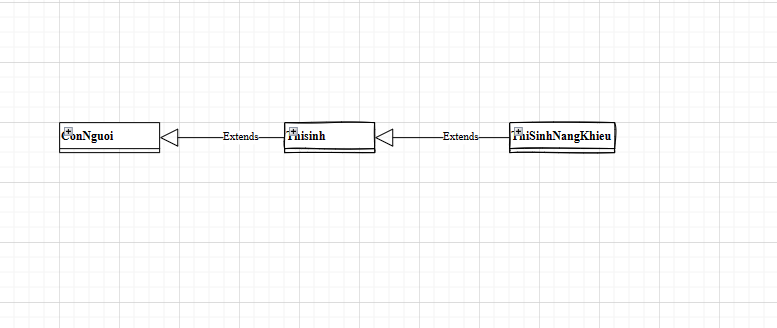 ConNguoi
Extends
Thisinh
Extends
ThiSinhNangKhieu